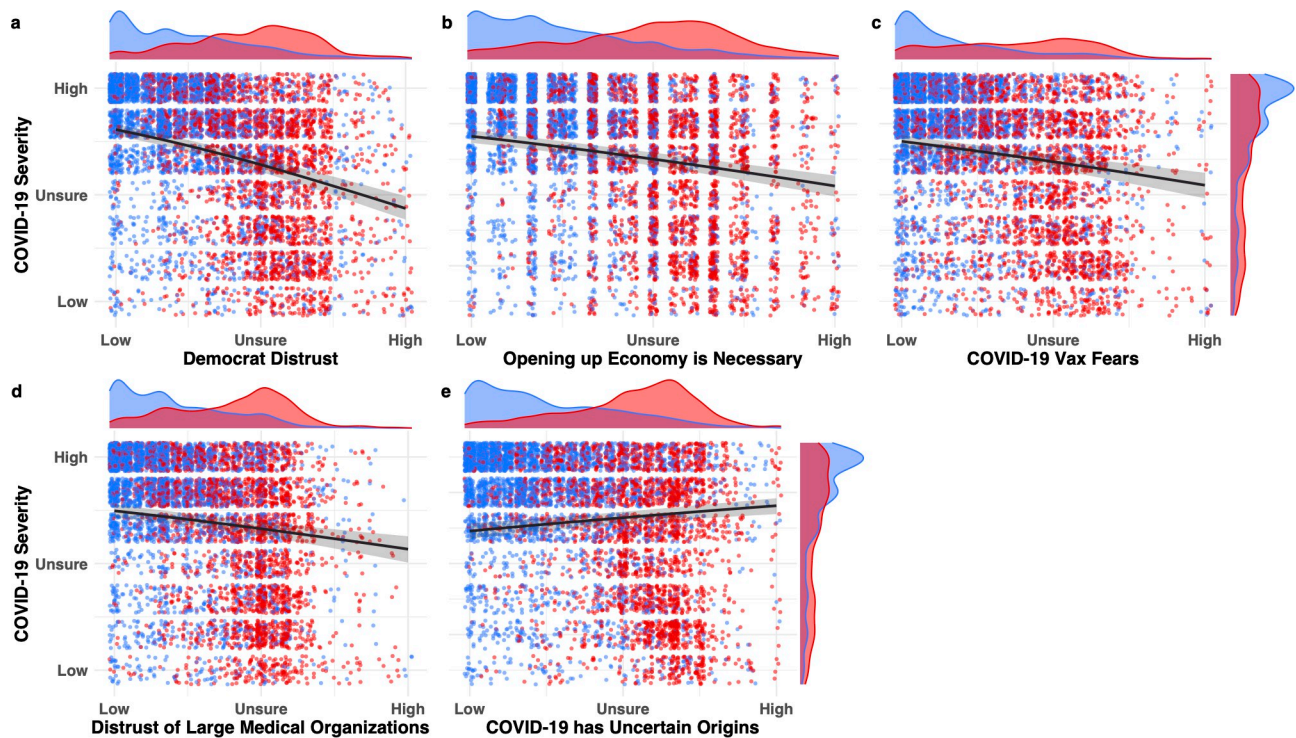 a
b
c
COVID-19 Severity
High
Unsure
Low
Low Unsure High
Democrat Distrust
Low Unsure High
Opening up Economy is Necessary
Low Unsure High
COVID-19 Vax Fears
d
e
COVID-19 Severity
High
Unsure
Low
Low Unsure High
Distrust of Large Medical Organizations
Low Unsure High
COVID-19 has Uncertain Origins